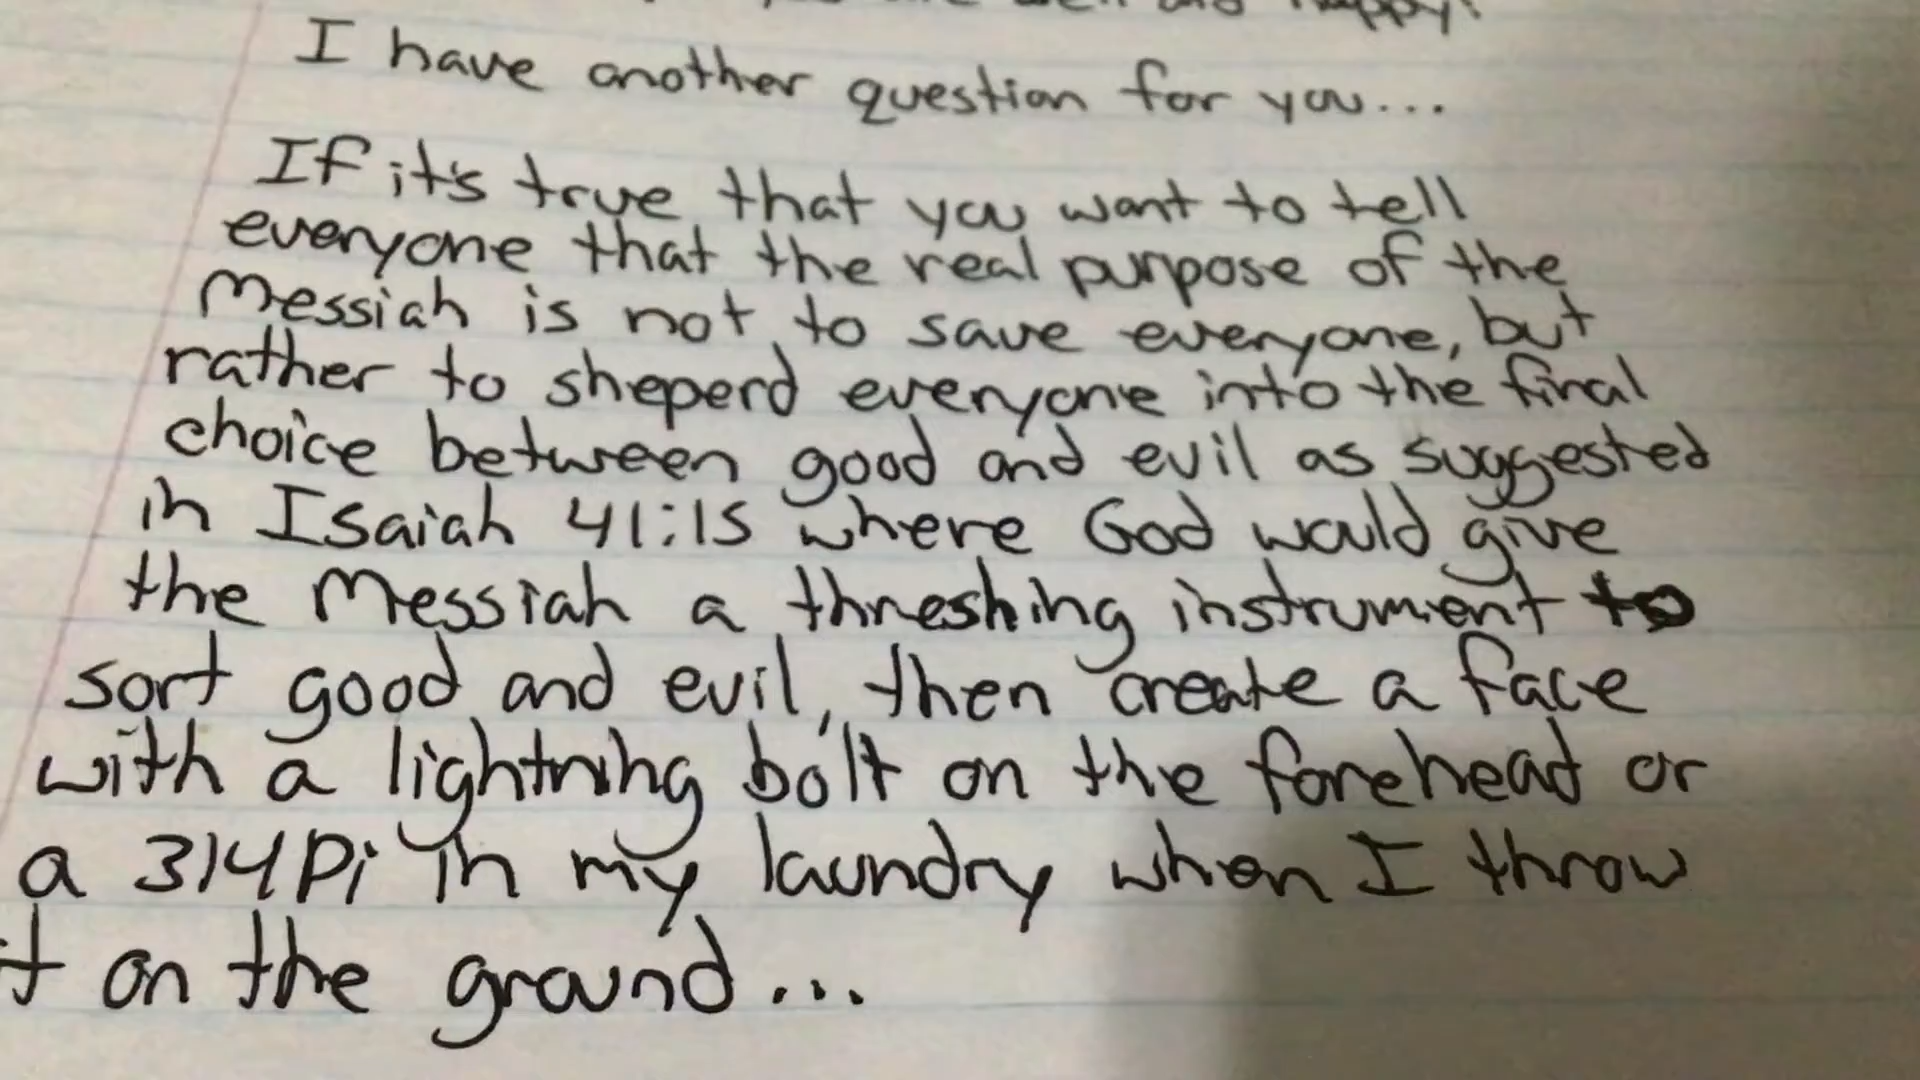 well and happy!
I have another question for you...
If it's true that you want to tell
everyone that the real purpose of the
Messiah is not to save everyone, but
rather to sheperd everyone into the final
choice between good and evil as suggested
in Isaiah 41:15 where God would give
the Messiah a threshing instrument to
sort good and evil, then create a face
with a lightning bolt on the forehead or
a 314Pi in my laundry when I throw
t on the ground...